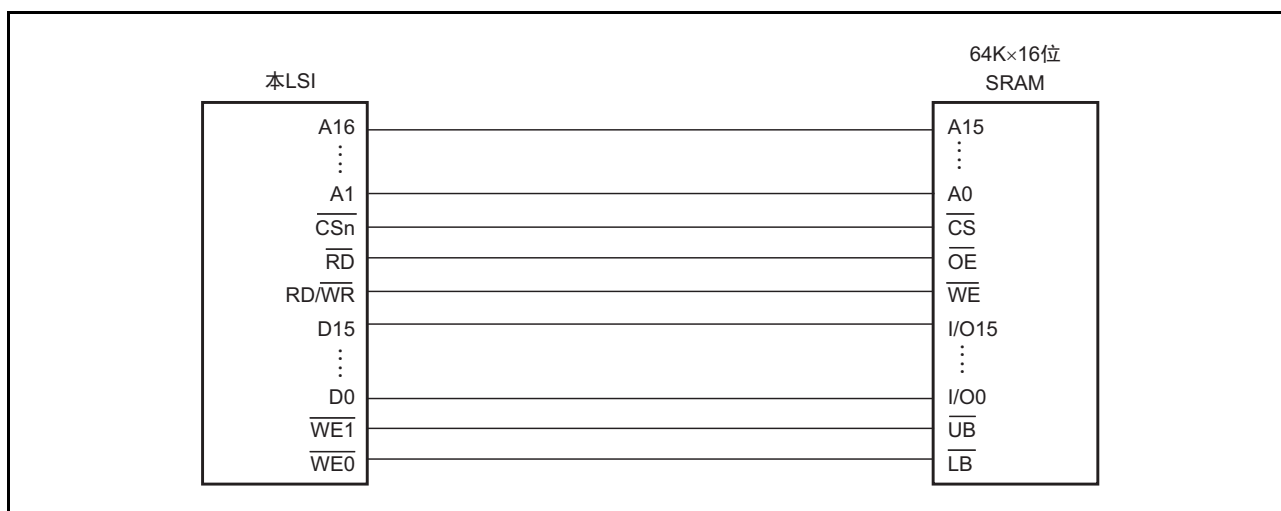 本LSI
A16
⋮
A1
CSn
RD
RD/WR
D15
⋮
D0
WE1
WE0
64K×16位
SRAM
A15
⋮
A0
CS
OE
WE
I/O15
⋮
I/O0
UB
LB